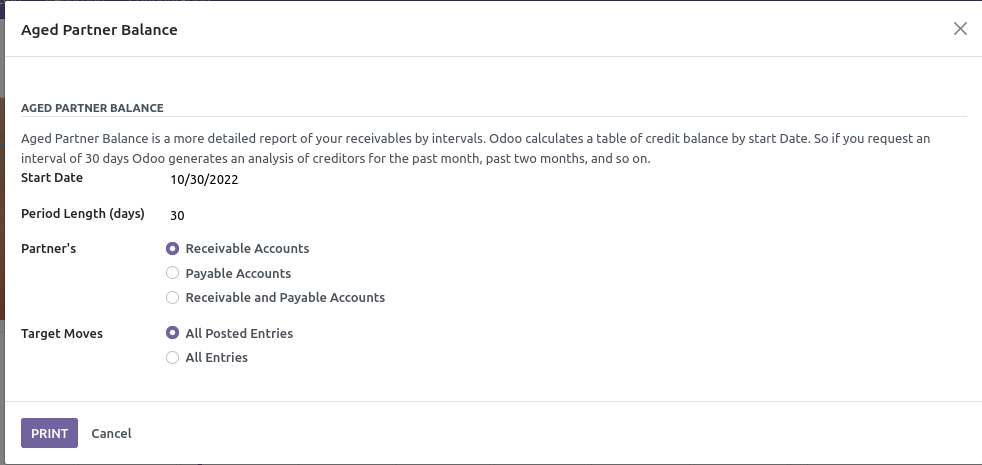 Aged Partner Balance
AGED PARTNER BALANCE
Aged Partner Balance is a more detailed report of your receivables by intervals. Odoo calculates a table of credit balance by start Date. So if you request an
interval of 30 days Odoo generates an analysis of creditors for the past month, past two months, and so on.
Start Date 10/30/2022
Period Length (days) 30
Partner's Receivable Accounts
Payable Accounts
Receivable and Payable Accounts
Target Moves All Posted Entries
All Entries
PRINT Cancel